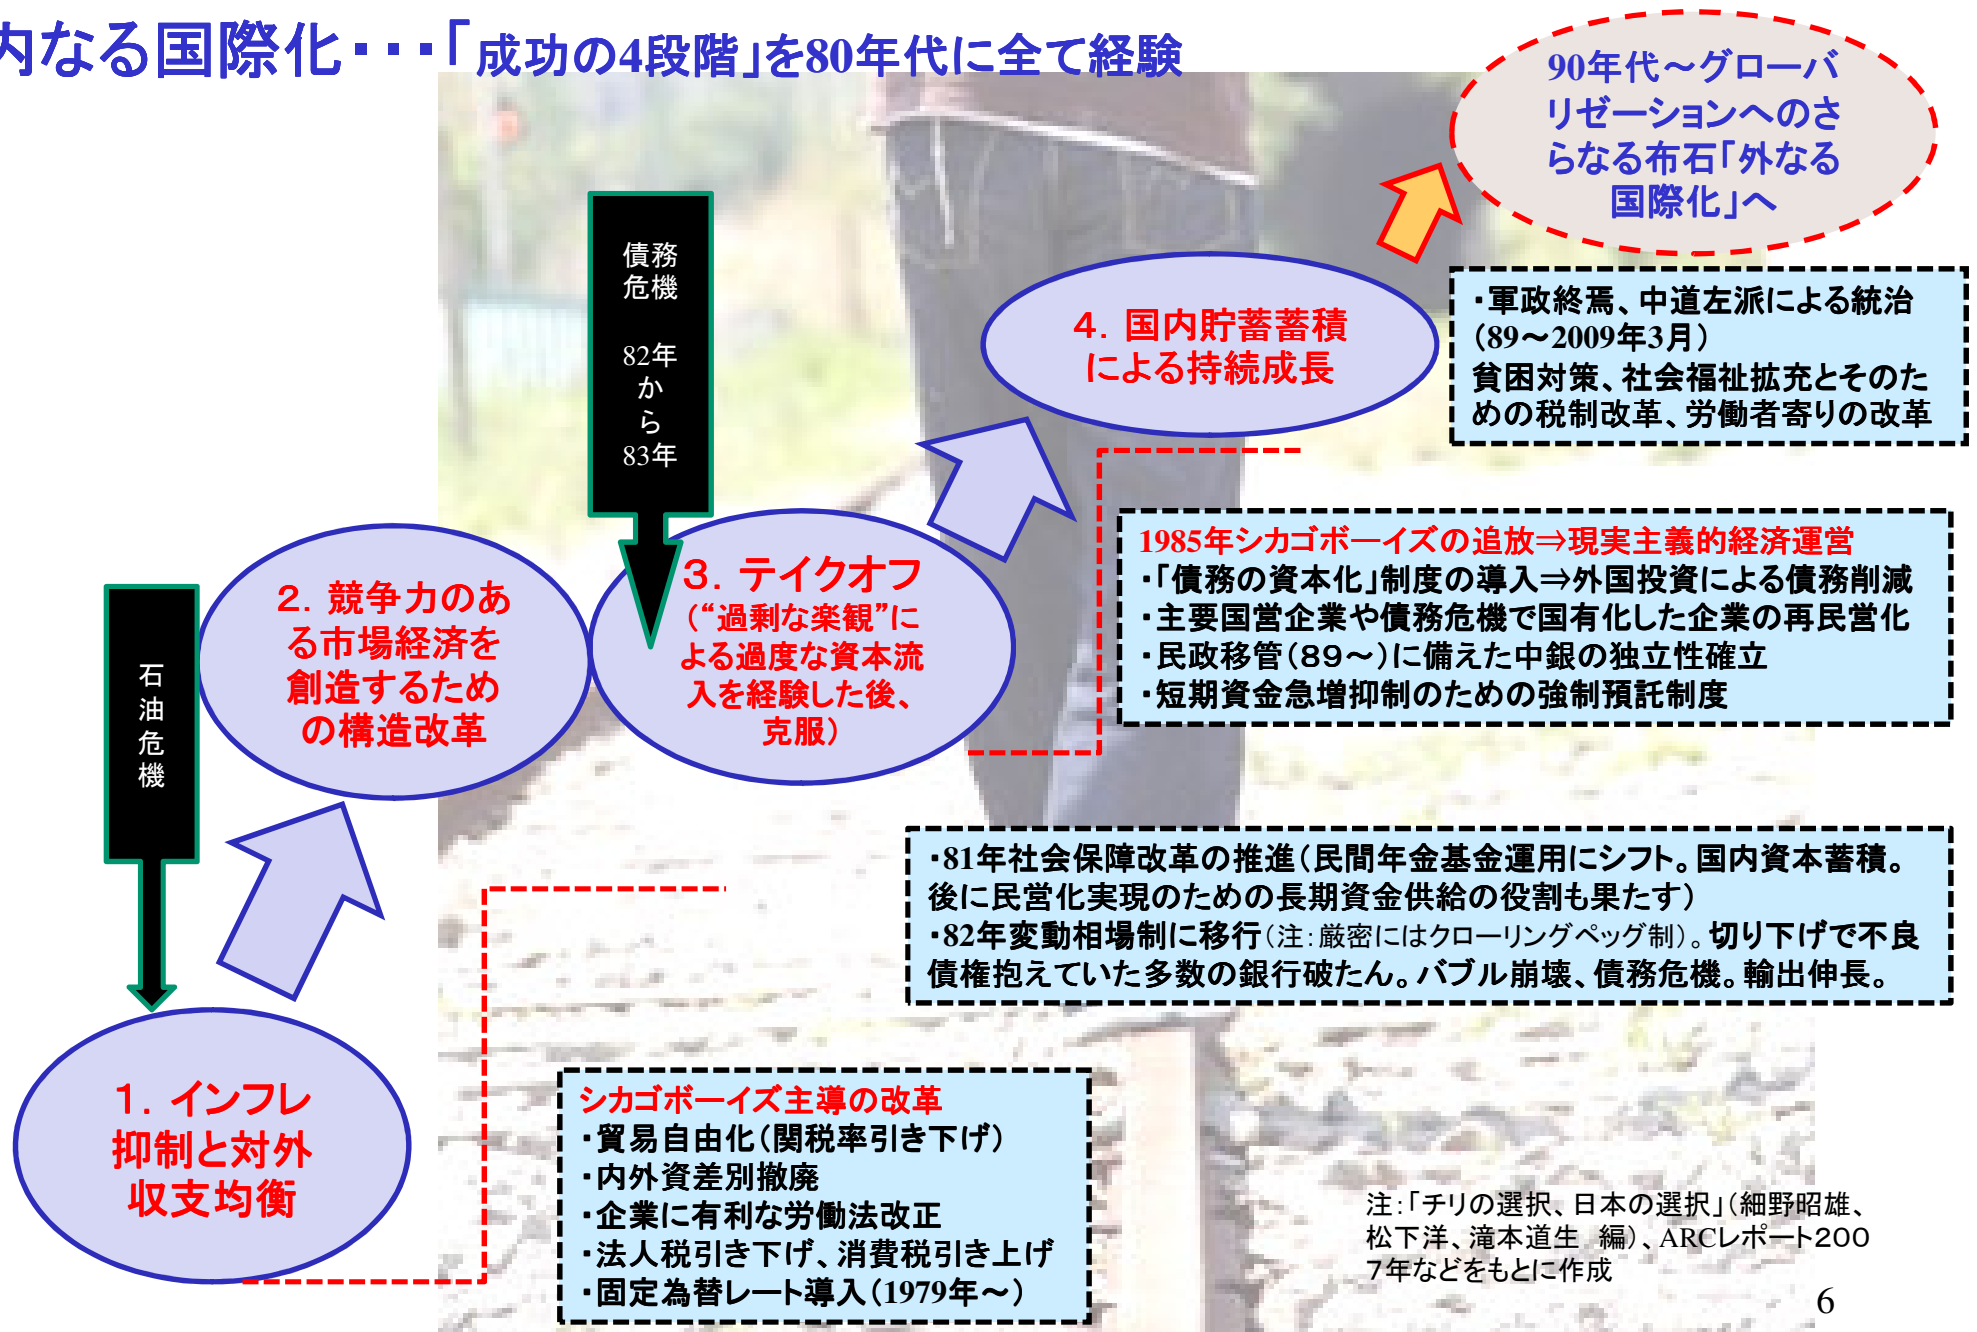 内なる国際化・・・「成功の4段階」を80年代に全て経験
90年代～グローバ
リゼーションへのさ
らなる布石「外なる
国際化」へ
・軍政終焉、中道左派による統治
（89～2009年3月）
貧困対策、社会福祉拡充とそのた
めの税制改革、労働者寄りの改革
4．国内貯蓄蓄積
による持続成長
債務
危機
82年
か
ら
83年
1985年シカゴボーイズの追放⇒現実主義的経済運営
・「債務の資本化」制度の導入⇒外国投資による債務削減
・主要国営企業や債務危機で国有化した企業の再民営化
・民政移管（８９～）に備えた中銀の独立性確立
・短期資金急増抑制のための強制預託制度
３．テイクオフ
（“過剰な楽観”に
よる過度な資本流
入を経験した後、
克服）
２．競争力のあ
る市場経済を
創造するため
の構造改革
石
油
危
機
・81年社会保障改革の推進（民間年金基金運用にシフト。国内資本蓄積。
後に民営化実現のための長期資金供給の役割も果たす）
・82年変動相場制に移行（注：厳密にはクローリングペッグ制）。切り下げで不良
債権抱えていた多数の銀行破たん。バブル崩壊、債務危機。輸出伸長。
１．インフレ
抑制と対外
収支均衡
シカゴボーイズ主導の改革
・貿易自由化（関税率引き下げ）
・内外資差別撤廃
・企業に有利な労働法改正
・法人税引き下げ、消費税引き上げ
・固定為替レート導入（1979年～）
注：「チリの選択、日本の選択」（細野昭雄、
松下洋、滝本道生　編）、ARCレポート２００
７年などをもとに作成
6